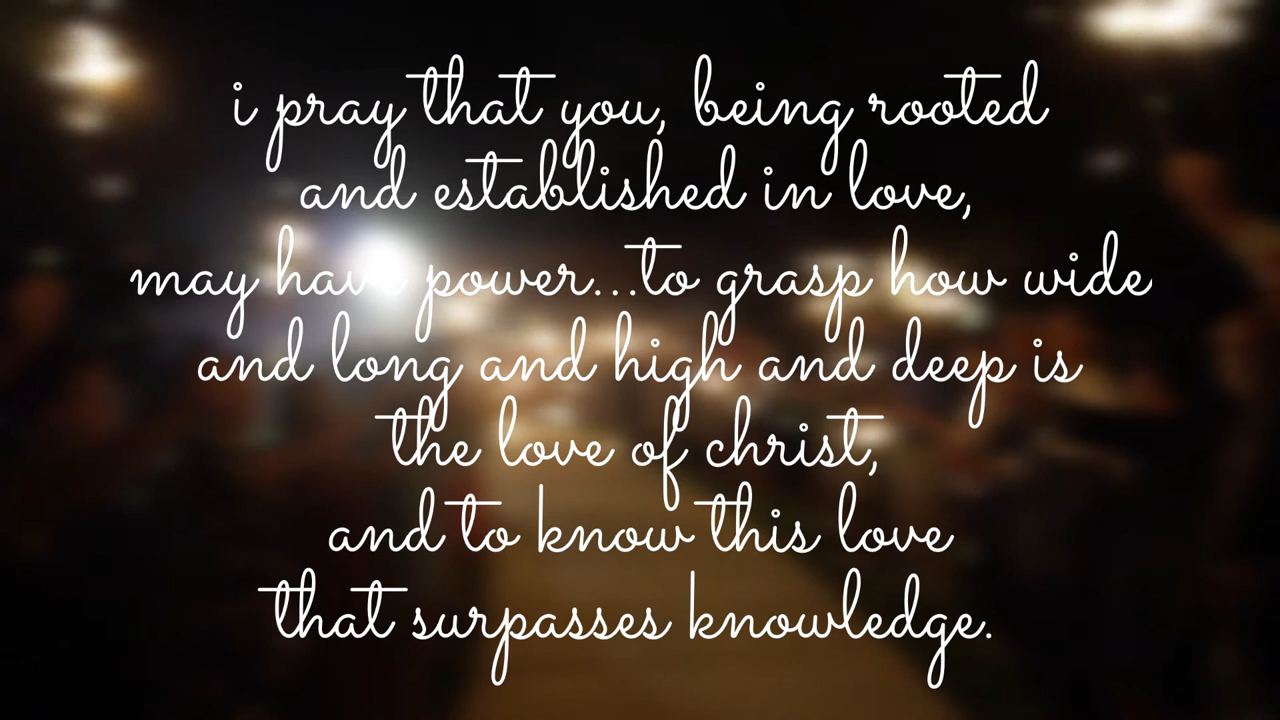 i pray that you, being rooted
and established in love,
may have power...to grasp how wide
and long and high and deep is
the love of christ,
and to know this love
that surpasses knowledge.